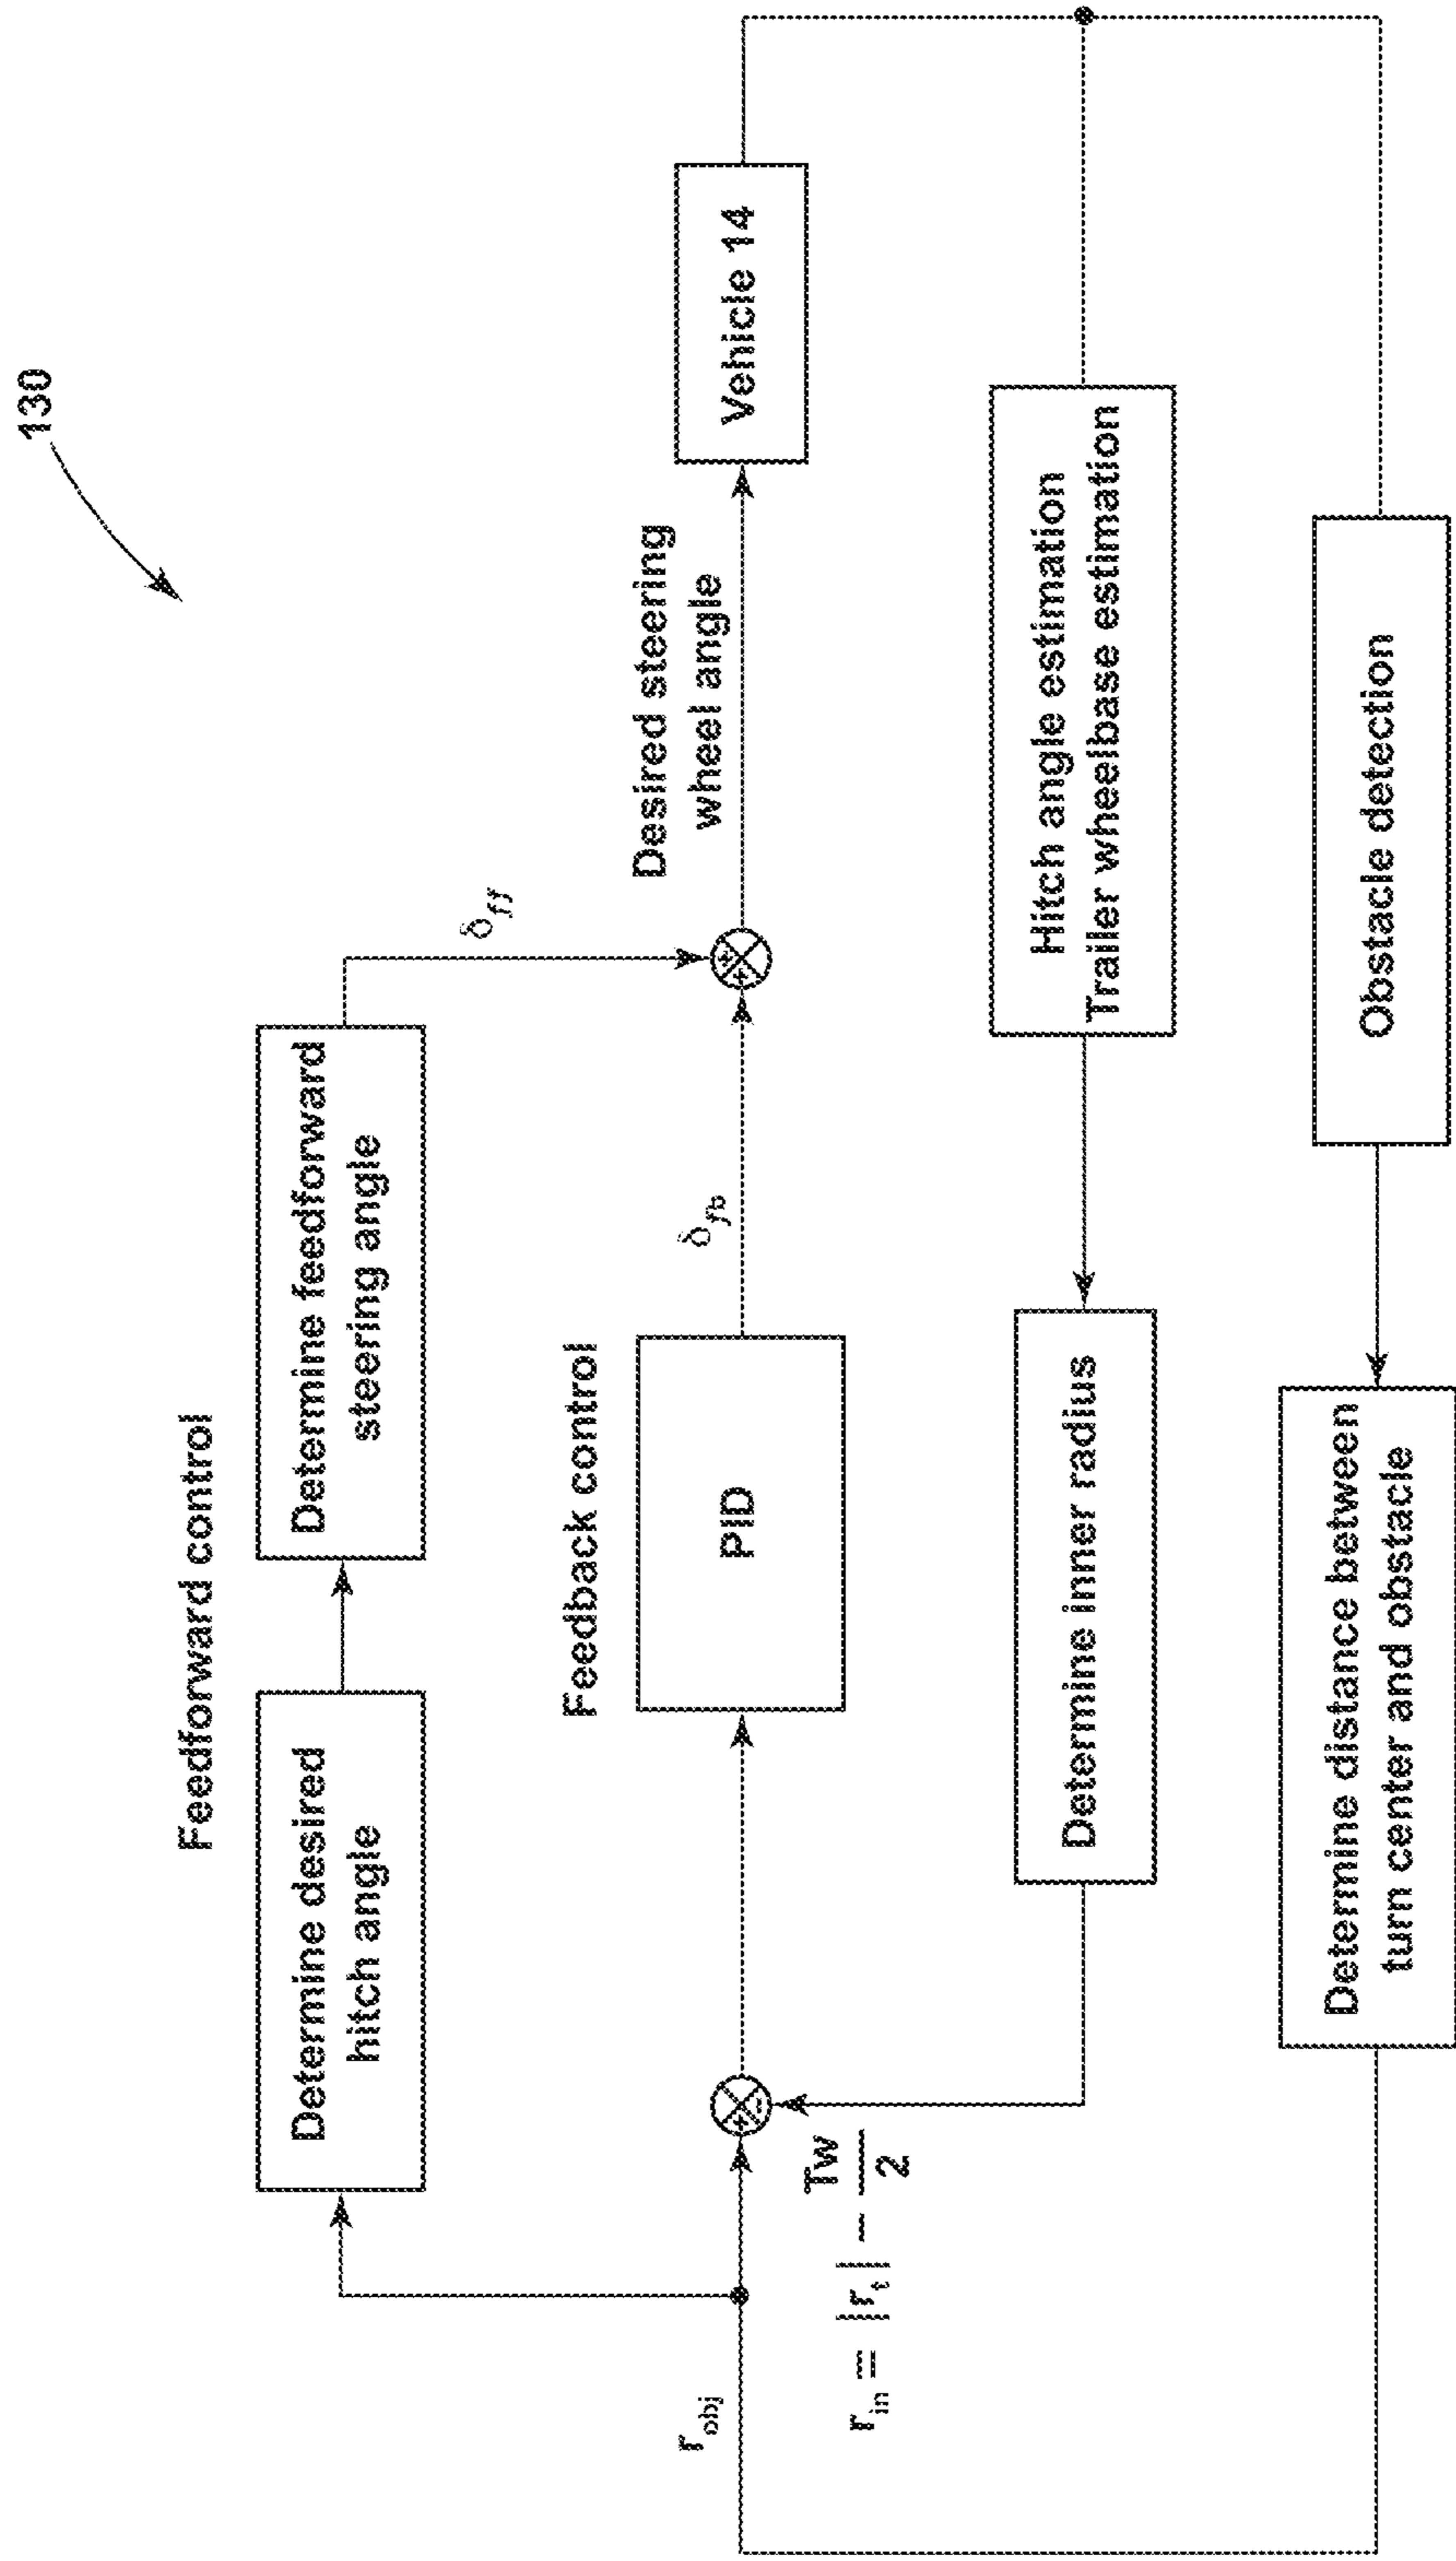 130
Feedforward control
Determine desired
hitch angle
Determine feedforward
steering angle
δff
Feedback control
robj
PID
δfb
Desired steering
wheel angle
Vehicle 14
rin = |rt| − Tw/2
Determine inner radius
Hitch angle estimation
Trailer wheelbase estimation
Determine distance between
turn center and obstacle
Obstacle detection